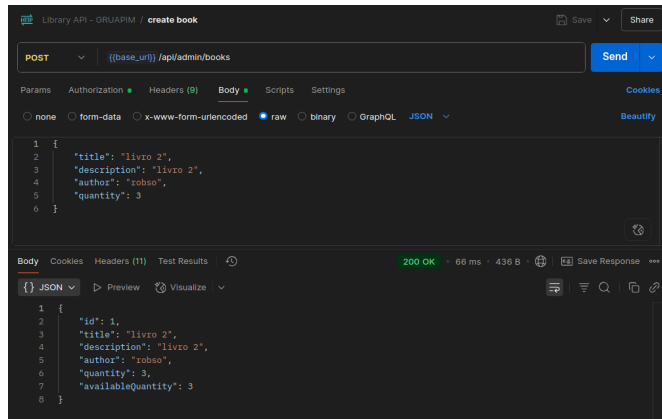 HTTP Library API - GRUAPIM / create book Save Share
POST {{base_url}} /api/admin/books Send
Params Authorization Headers (9) Body Scripts Settings Cookies
none form-data x-www-form-urlencoded raw binary GraphQL JSON Beautify
1 {
2 "title": "livro 2",
3 "description": "livro 2",
4 "author": "robso",
5 "quantity": 3
6 }
Body Cookies Headers (11) Test Results 200 OK • 66 ms • 436 B Save Response
{} JSON Preview Visualize
1 {
2 "id": 1,
3 "title": "livro 2",
4 "description": "livro 2",
5 "author": "robso",
6 "quantity": 3,
7 "availableQuantity": 3
8 }